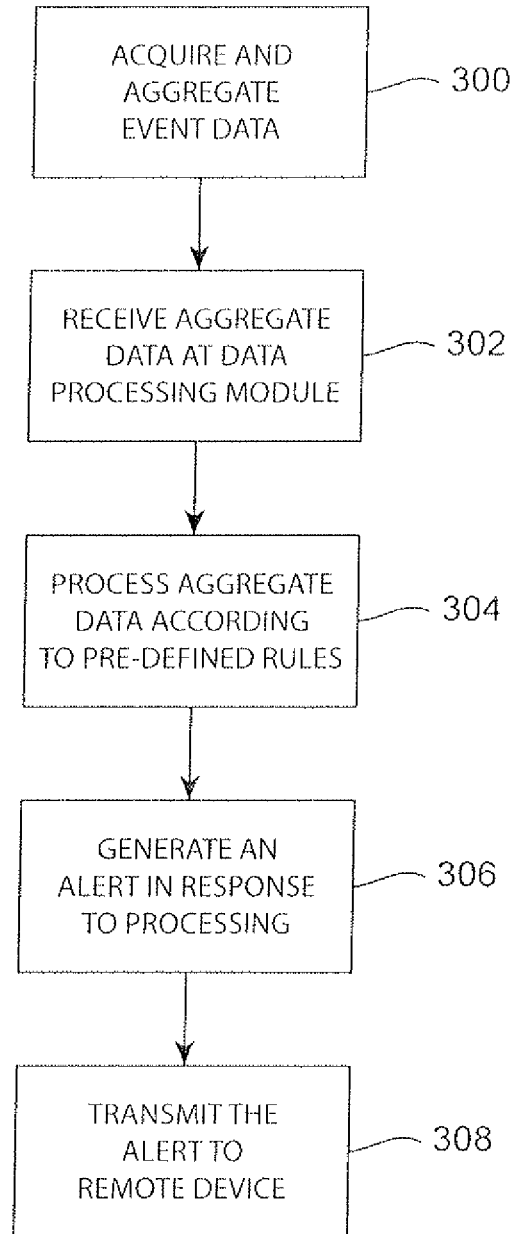 ACQUIRE AND
AGGREGATE
EVENT DATA
300
RECEIVE AGGREGATE
DATA AT DATA
PROCESSING MODULE
302
PROCESS AGGREGATE
DATA ACCORDING
TO PRE-DEFINED RULES
304
GENERATE AN
ALERT IN RESPONSE
TO PROCESSING
306
TRANSMIT THE
ALERT TO
REMOTE DEVICE
308